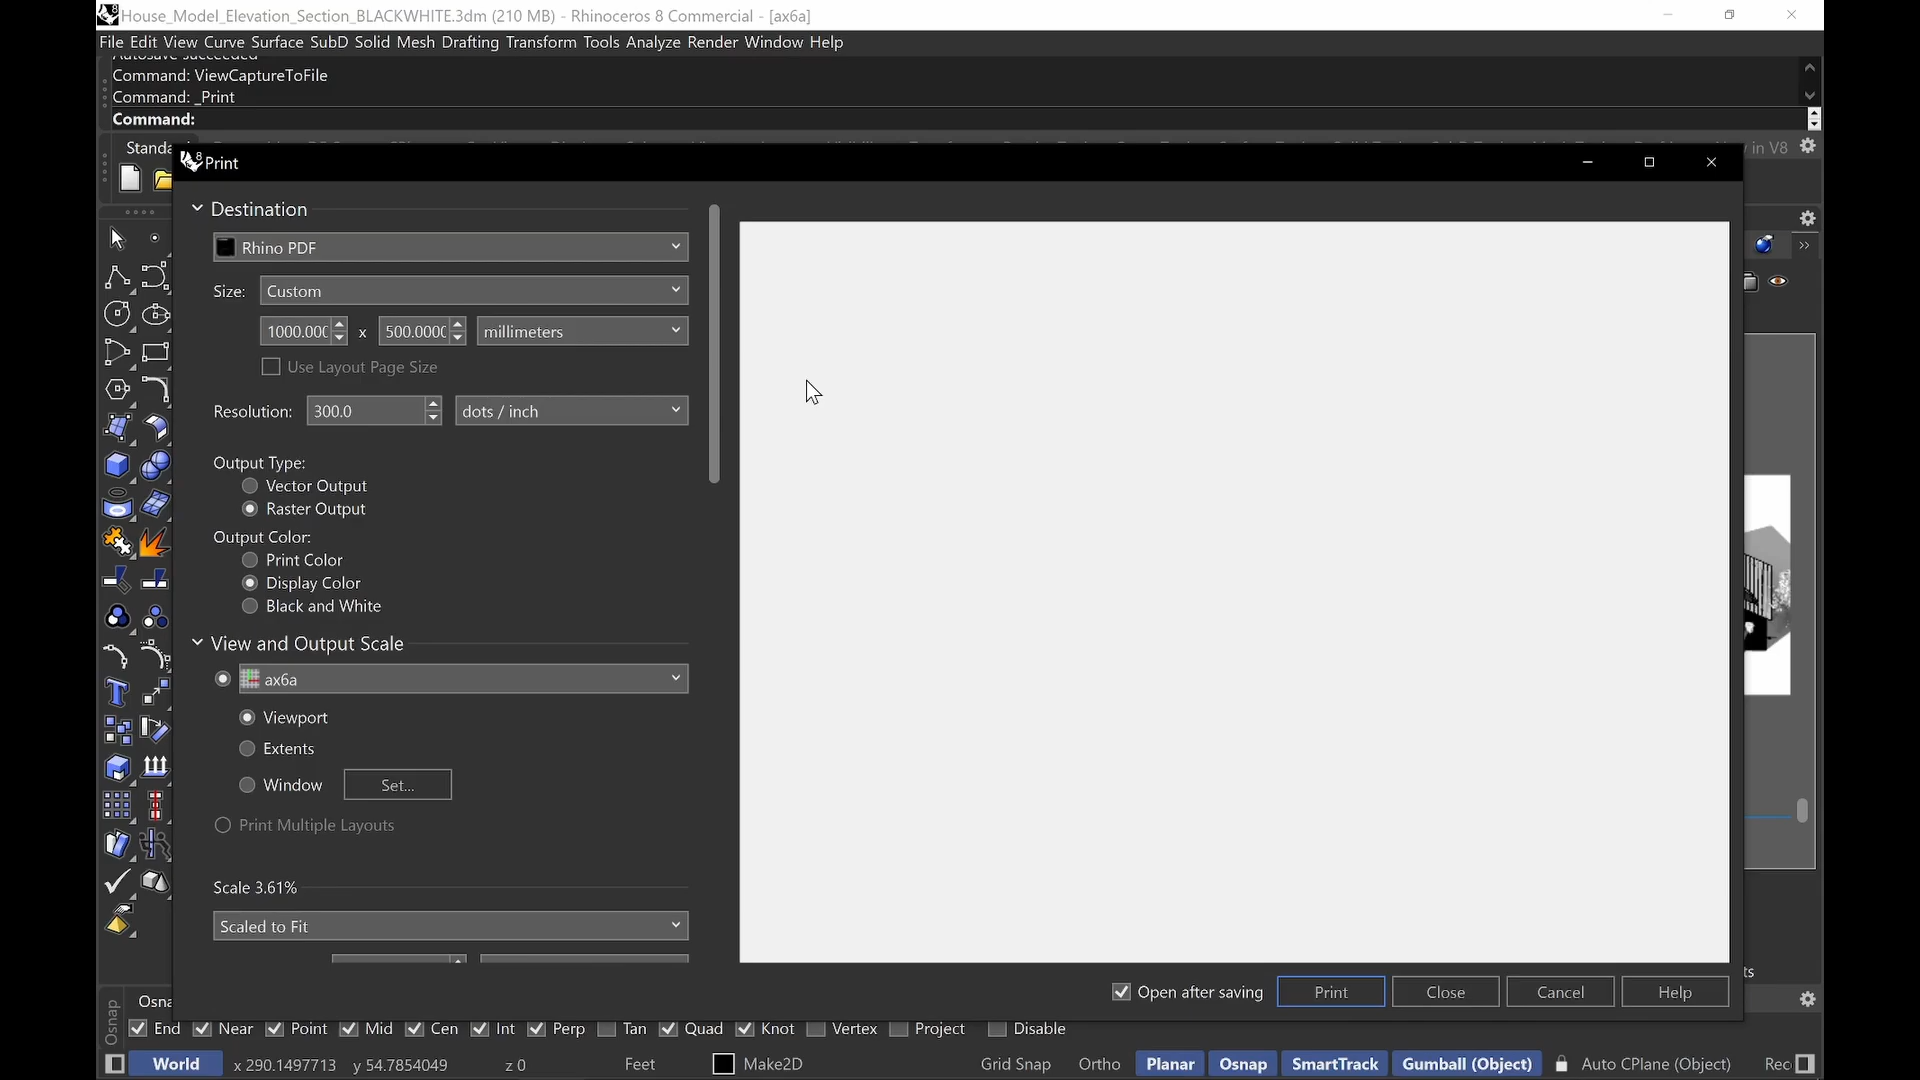 House_Model_Elevation_Section_BLACKWHITE.3dm (210 MB) - Rhinoceros 8 Commercial - [ax6a]
File Edit View Curve Surface SubD Solid Mesh Drafting Transform Tools Analyze Render Window Help
Autosave succeeded
Command: ViewCaptureToFile
Command: _Print
Command:
Standa
in V8
Print
Destination
Rhino PDF
Size: Custom
1000.000 x 500.0000 millimeters
Use Layout Page Size
Resolution: 300.0 dots / inch
Output Type:
Vector Output
Raster Output
Output Color:
Print Color
Display Color
Black and White
View and Output Scale
ax6a
Viewport
Extents
Window Set...
Print Multiple Layouts
Scale 3.61%
Scaled to Fit
ts
Open after saving Print Close Cancel Help
Osnap
Osna
End Near Point Mid Cen Int Perp Tan Quad Knot Vertex Project Disable
World x 290.1497713 y 54.7854049 z 0 Feet Make2D Grid Snap Ortho Planar Osnap SmartTrack Gumball (Object) Auto CPlane (Object) Rec